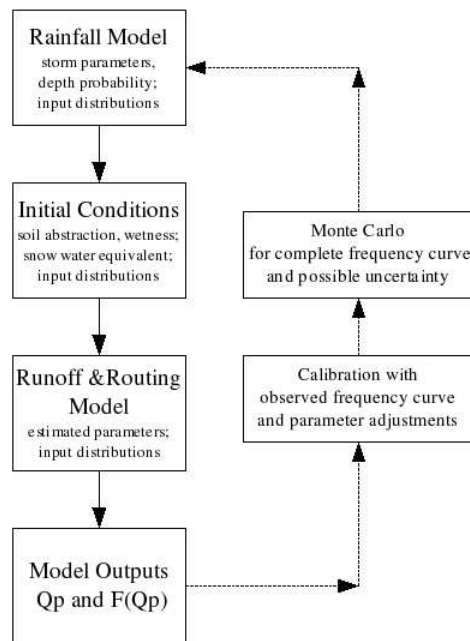 Rainfall Model
storm parameters,
depth probability;
input distributions
Initial Conditions
soil abstraction, wetness;
snow water equivalent;
input distributions
Runoff &Routing
Model
estimated parameters;
input distributions
Model Outputs
Qp and F(Qp)
Monte Carlo
for complete frequency curve
and possible uncertainty
Calibration with
observed frequency curve
and parameter adjustments